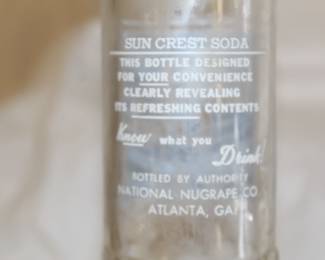 SUN CREST SODA
THIS BOTTLE DESIGNED
FOR YOUR CONVENIENCE
CLEARLY REVEALING
ITS REFRESHING CONTENTS
Know what you
Drink!
BOTTLED BY AUTHORITY
NATIONAL NUGRAPE CO
ATLANTA, GA